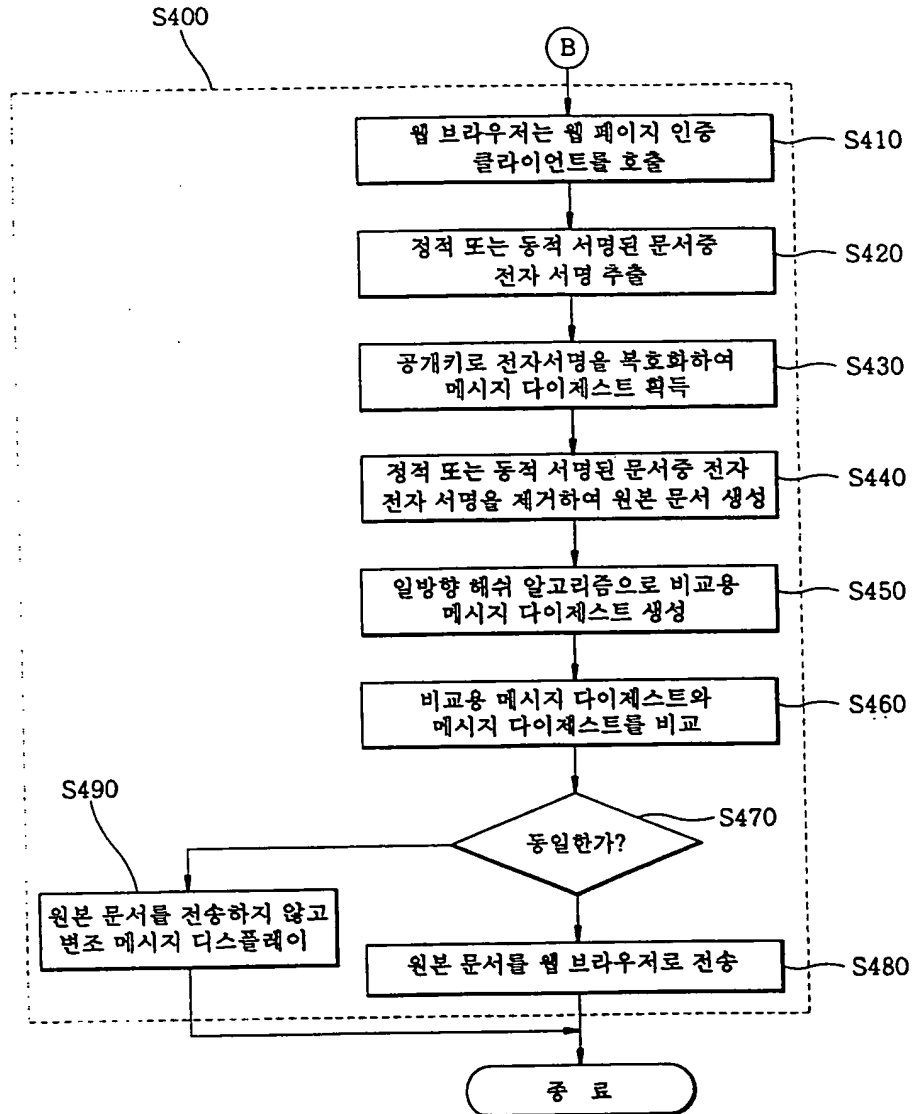 S400
B
웹 브라우저는 웹 페이지 인증
클라이언트를 호출
S410
정적 또는 동적 서명된 문서중
전자 서명 추출
S420
공개키로 전자서명을 복호화하여
메시지 다이제스트 획득
S430
정적 또는 동적 서명된 문서중 전자
전자 서명을 제거하여 원본 문서 생성
S440
일방향 해쉬 알고리즘으로 비교용
메시지 다이제스트 생성
S450
비교용 메시지 다이제스트와
메시지 다이제스트를 비교
S460
S470
동일한가?
S490
원본 문서를 전송하지 않고
변조 메시지 디스플레이
원본 문서를 웹 브라우저로 전송
S480
종 료